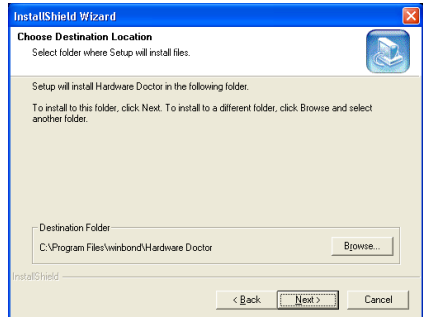 InstallShield Wizard
Choose Destination Location
Select folder where Setup will install files.
Setup will install Hardware Doctor in the following folder.
To install to this folder, click Next. To install to a different folder, click Browse and select
another folder.
Destination Folder
C:\Program Files\winbond\Hardware Doctor
Browse...
InstallShield
< Back
Next >
Cancel